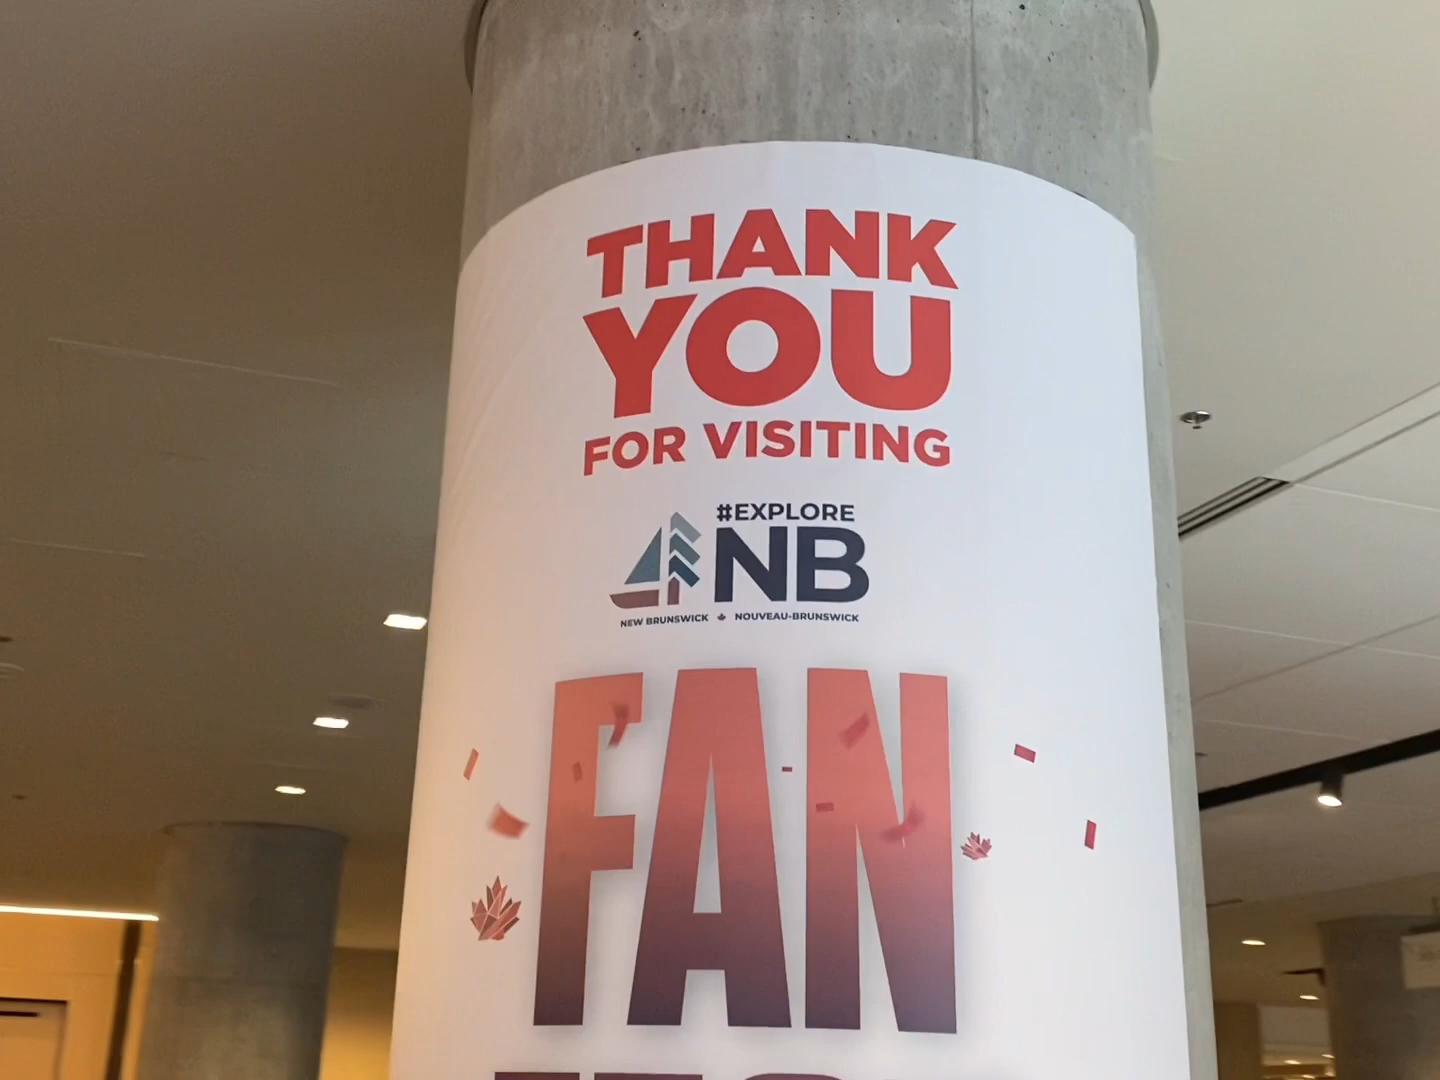 THANK
YOU
FOR VISITING
#EXPLORE
NB
NEW BRUNSWICK NOUVEAU-BRUNSWICK
FAN